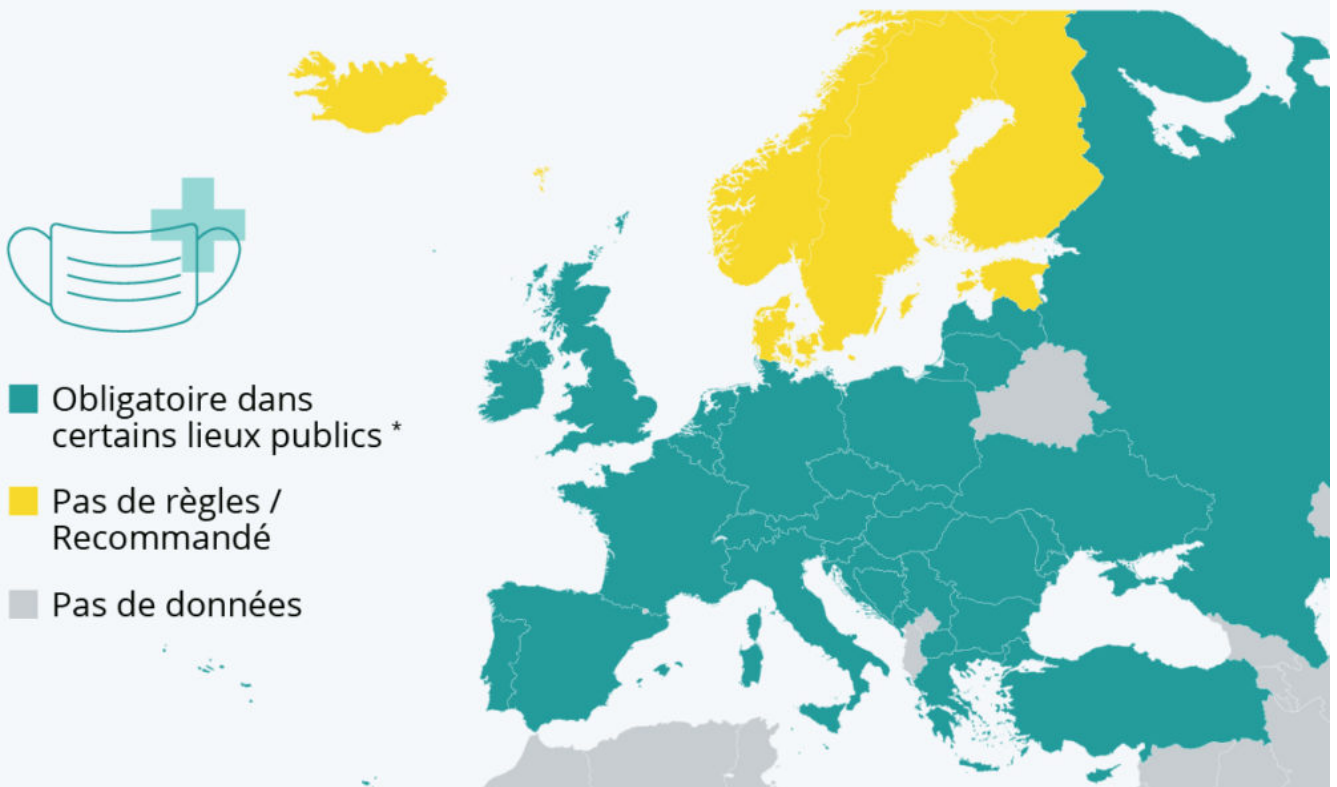 Obligatoire dans
certains lieux publics *
Pas de règles /
Recommandé
Pas de données